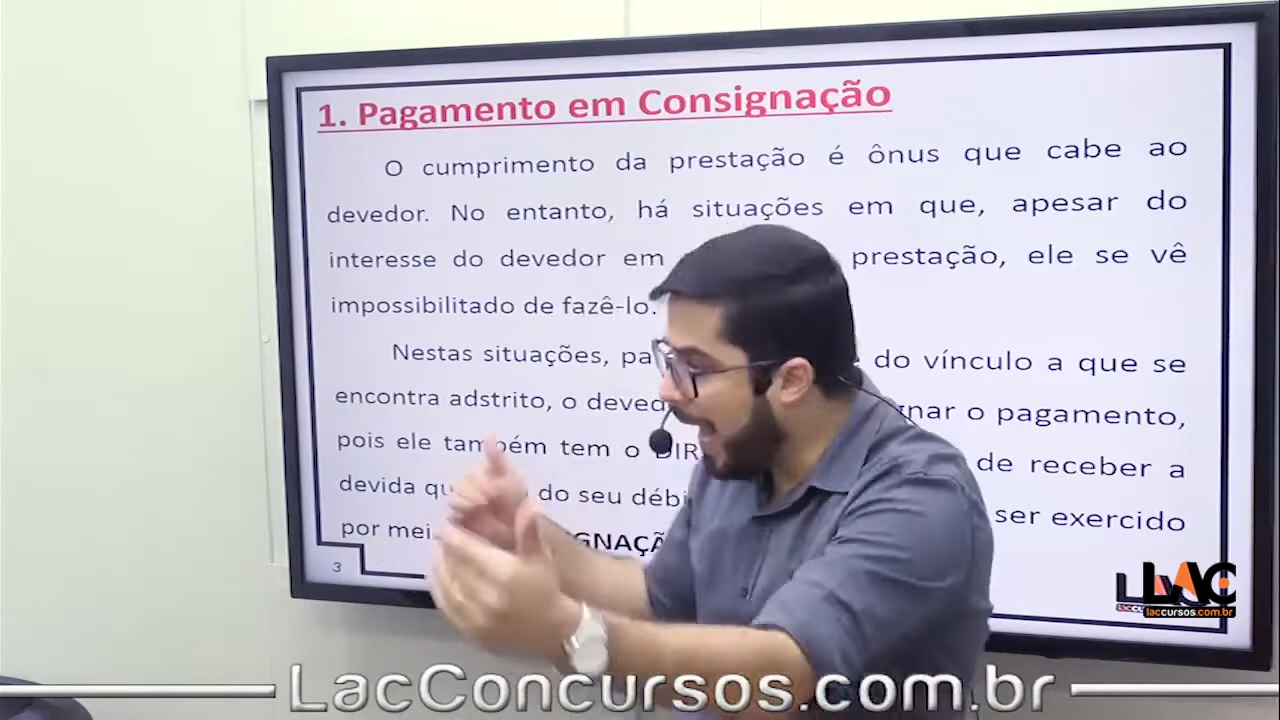 1. Pagamento em Consignação
O cumprimento da prestação é ônus que cabe ao
devedor. No entanto, há situações em que, apesar do
interesse do devedor em prestação, ele se vê
impossibilitado de fazê-lo.
Nestas situações, do vínculo a que se
encontra adstrito, o o pagamento,
pois ele também tem o de receber a
devida do seu ser exercido
por
3
LAC
laccursos.com.br
LacConcursos.com.br